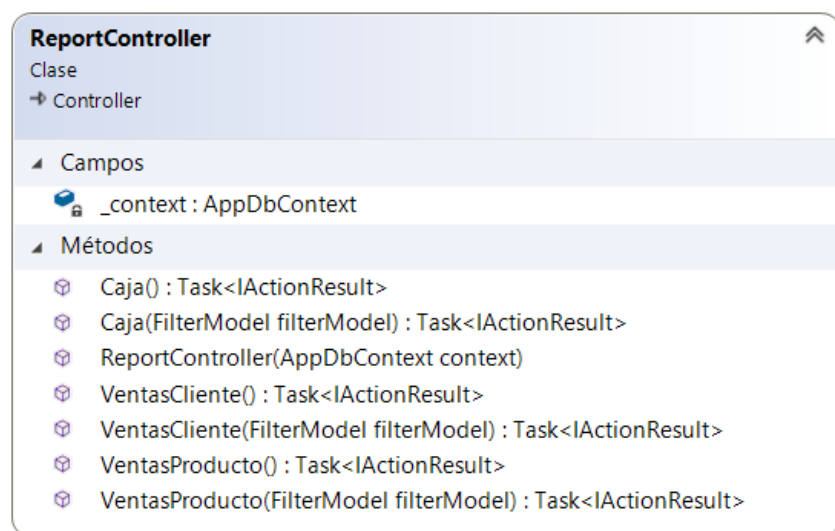 ReportController
Clase
Controller
Campos
_context : AppDbContext
Métodos
Caja() : Task<IActionResult>
Caja(FilterModel filterModel) : Task<IActionResult>
ReportController(AppDbContext context)
VentasCliente() : Task<IActionResult>
VentasCliente(FilterModel filterModel) : Task<IActionResult>
VentasProducto() : Task<IActionResult>
VentasProducto(FilterModel filterModel) : Task<IActionResult>